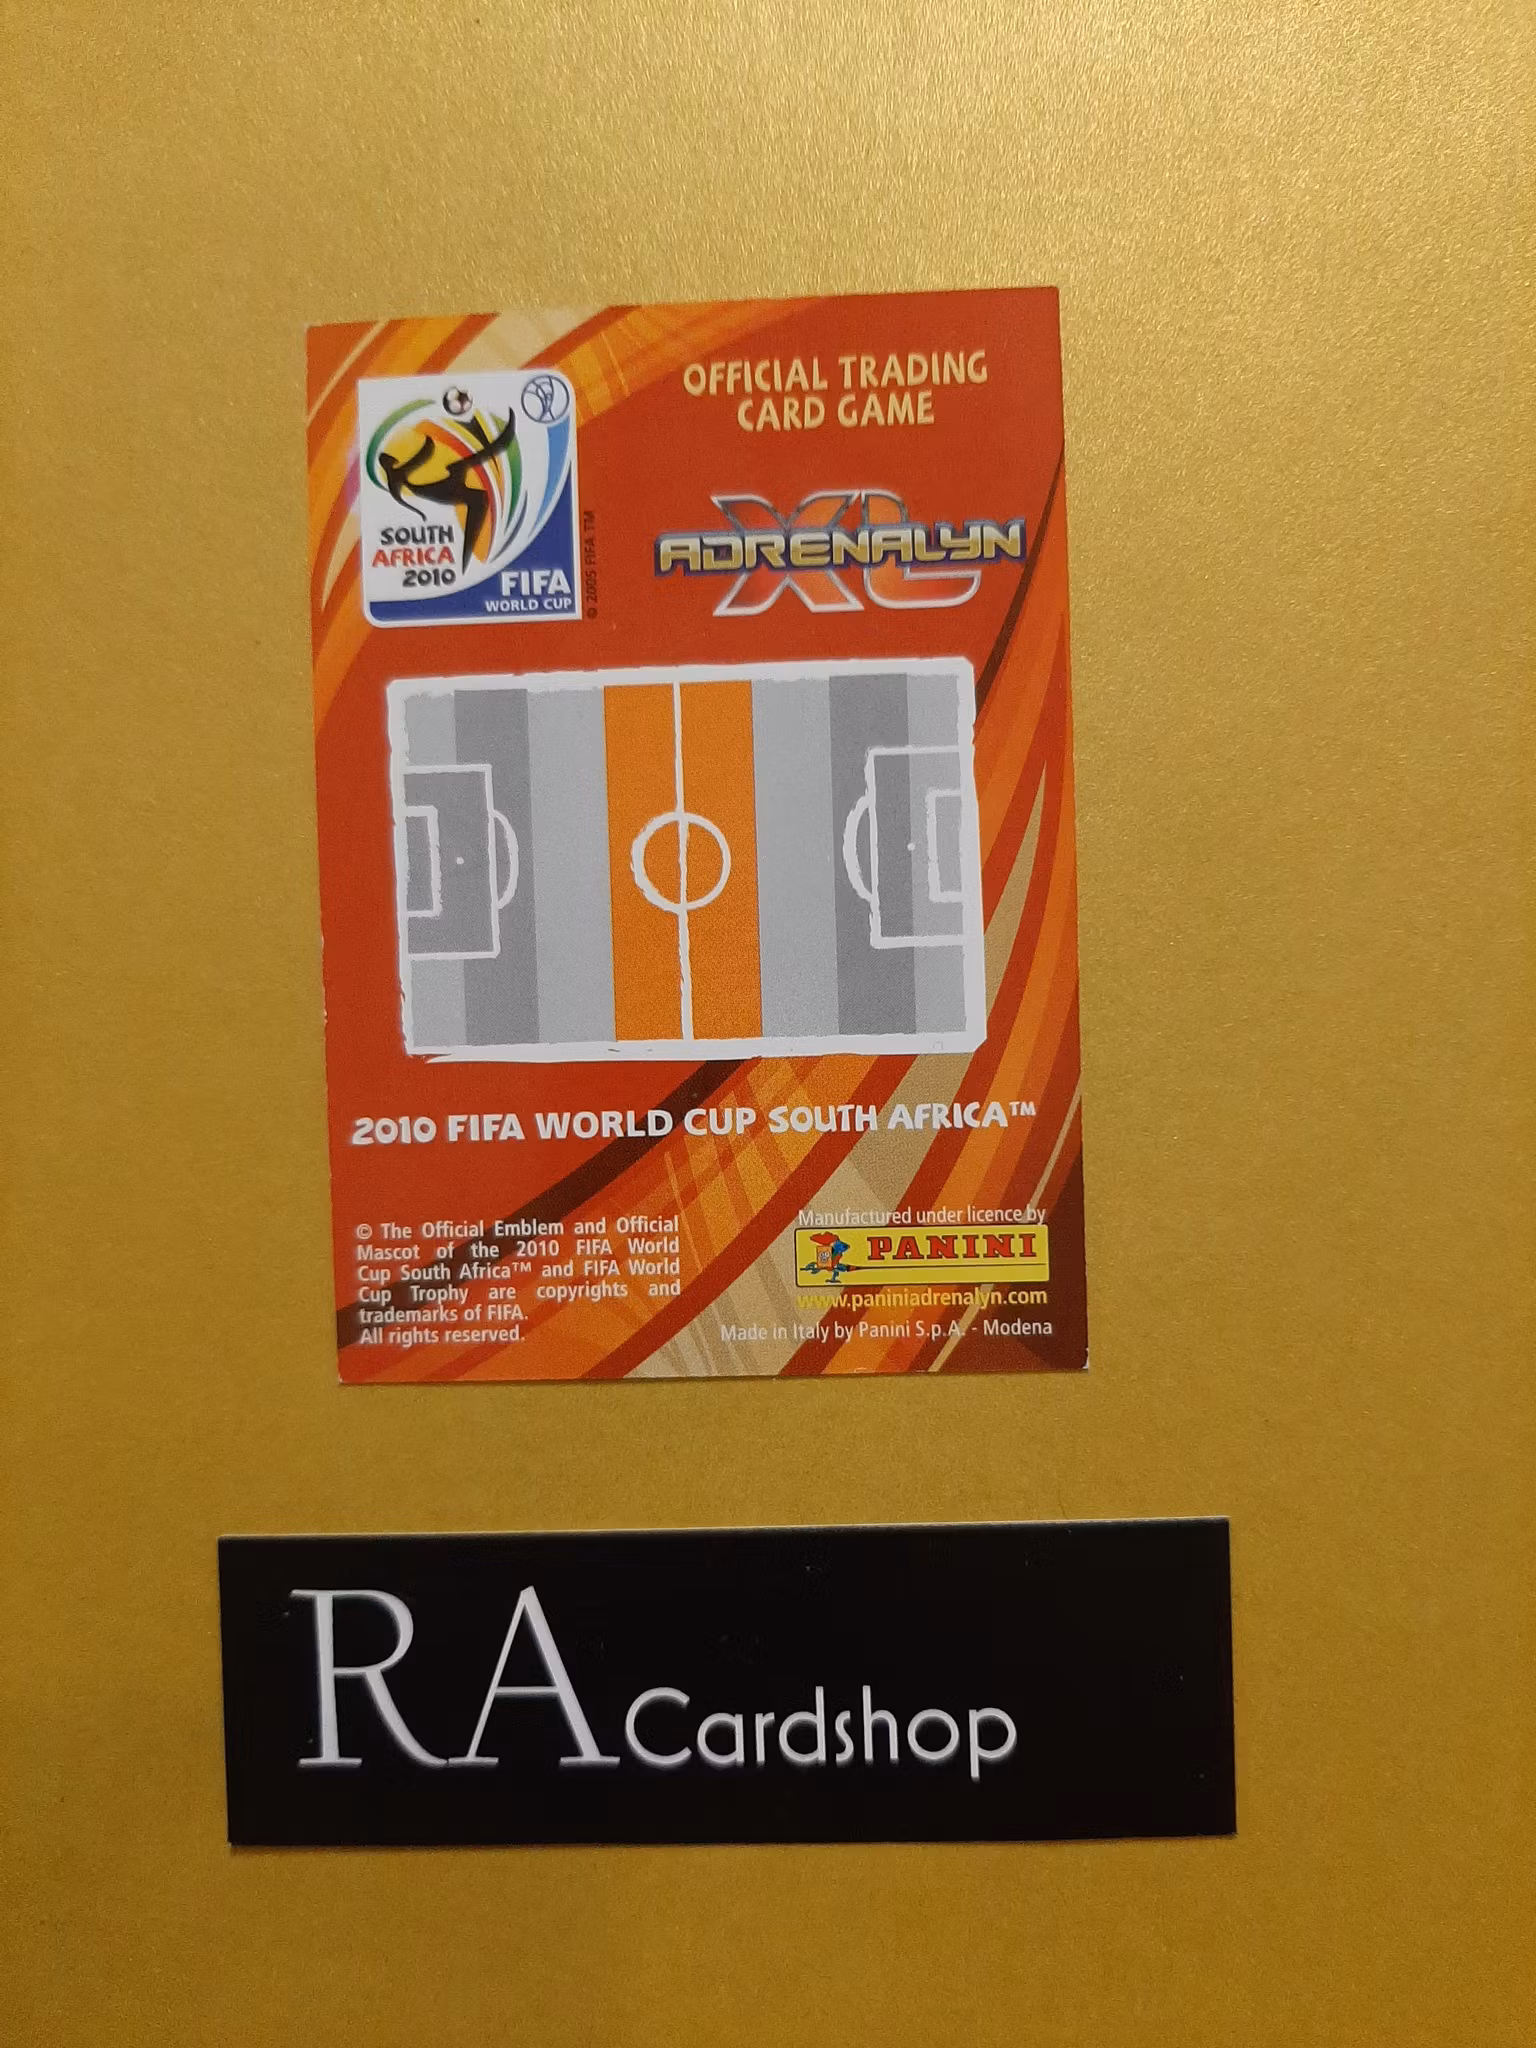 OFFICIAL TRADING
CARD GAME
SOUTH
AFRICA
2010
FIFA
WORLD CUP
© 2005 FIFA TM
ADRENALYN
XL
2010 FIFA WORLD CUP SOUTH AFRICA™
© The Official Emblem and Official
Mascot of the 2010 FIFA World
Cup South Africa™ and FIFA World
Cup Trophy are copyrights and
trademarks of FIFA.
All rights reserved.
Manufactured under licence by
PANINI
www.paniniadrenalyn.com
Made in Italy by Panini S.p.A. - Modena
RA Cardshop